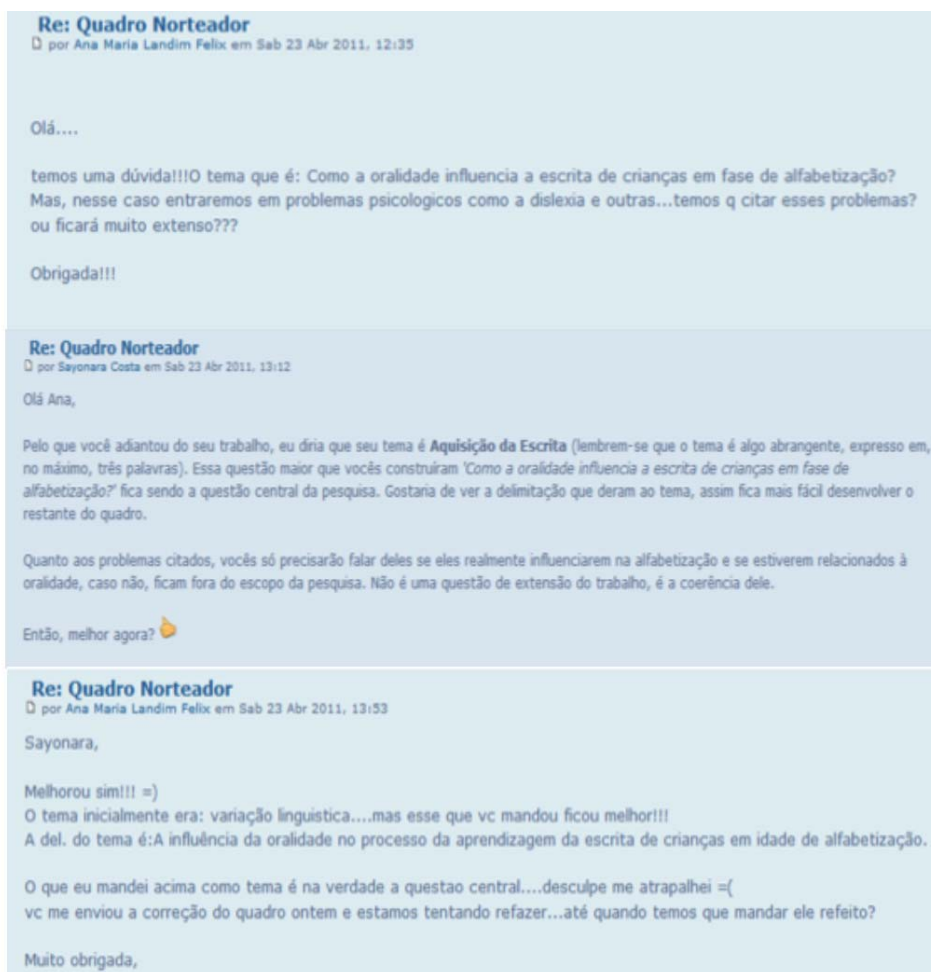 Re: Quadro Norteador
por Ana Maria Landim Felix em Sab 23 Abr 2011, 12:35
Olá....
temos uma dúvida!!!O tema que é: Como a oralidade influencia a escrita de crianças em fase de alfabetização?
Mas, nesse caso entraremos em problemas psicologicos como a dislexia e outras...temos q citar esses problemas?
ou ficará muito extenso???
Obrigada!!!
Re: Quadro Norteador
por Sayonara Costa em Sab 23 Abr 2011, 13:12
Olá Ana,
Pelo que você adiantou do seu trabalho, eu diria que seu tema é Aquisição da Escrita (lembrem-se que o tema é algo abrangente, expresso em,
no máximo, três palavras). Essa questão maior que vocês construíram 'Como a oralidade influencia a escrita de crianças em fase de
alfabetização?' fica sendo a questão central da pesquisa. Gostaria de ver a delimitação que deram ao tema, assim fica mais fácil desenvolver o
restante do quadro.
Quanto aos problemas citados, vocês só precisarão falar deles se eles realmente influenciarem na alfabetização e se estiverem relacionados à
oralidade, caso não, ficam fora do escopo da pesquisa. Não é uma questão de extensão do trabalho, é a coerência dele.
Então, melhor agora?
Re: Quadro Norteador
por Ana Maria Landim Felix em Sab 23 Abr 2011, 13:53
Sayonara,
Melhorou sim!!! =)
O tema inicialmente era: variação linguistica....mas esse que vc mandou ficou melhor!!!
A del. do tema é:A influência da oralidade no processo da aprendizagem da escrita de crianças em idade de alfabetização.
O que eu mandei acima como tema é na verdade a questao central....desculpe me atrapalhei =(
vc me enviou a correção do quadro ontem e estamos tentando refazer...até quando temos que mandar ele refeito?
Muito obrigada,